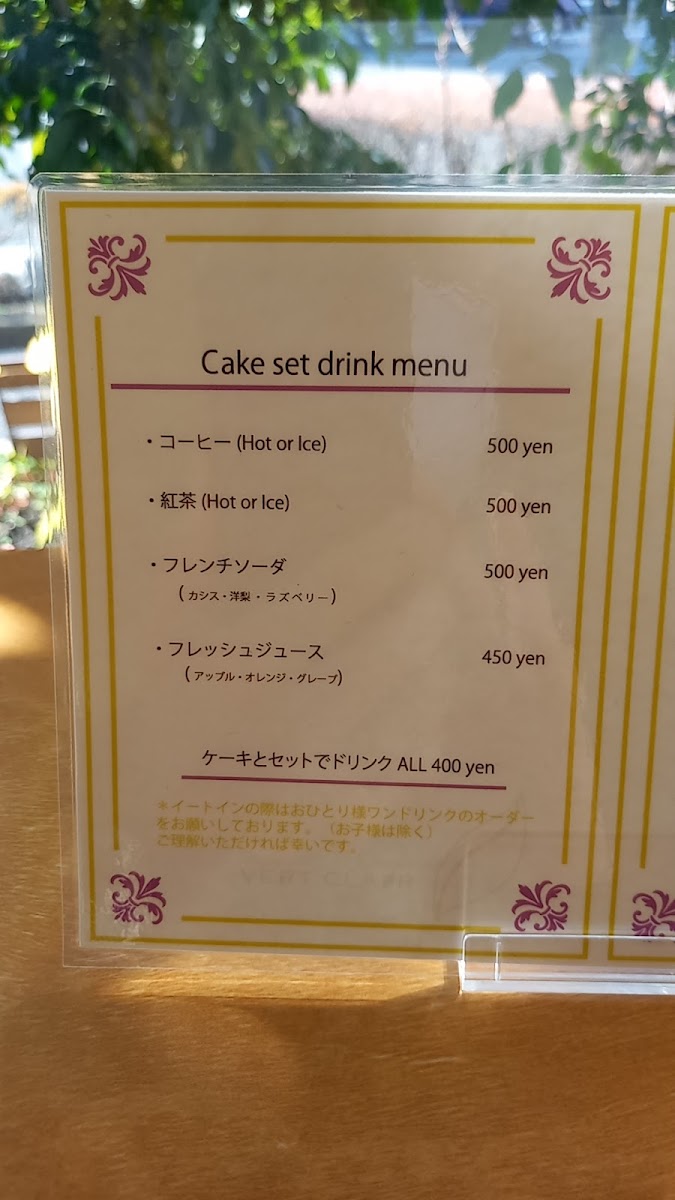 Cake set drink menu
・コーヒー (Hot or Ice) 500 yen
・紅茶 (Hot or Ice) 500 yen
・フレンチソーダ 500 yen
(カシス・洋梨・ラズベリー)
・フレッシュジュース 450 yen
(アップル・オレンジ・グレープ)
ケーキとセットでドリンク ALL 400 yen
＊イートインの際はおひとり様ワンドリンクのオーダー
をお願いしております。（お子様は除く）
ご理解いただければ幸いです。